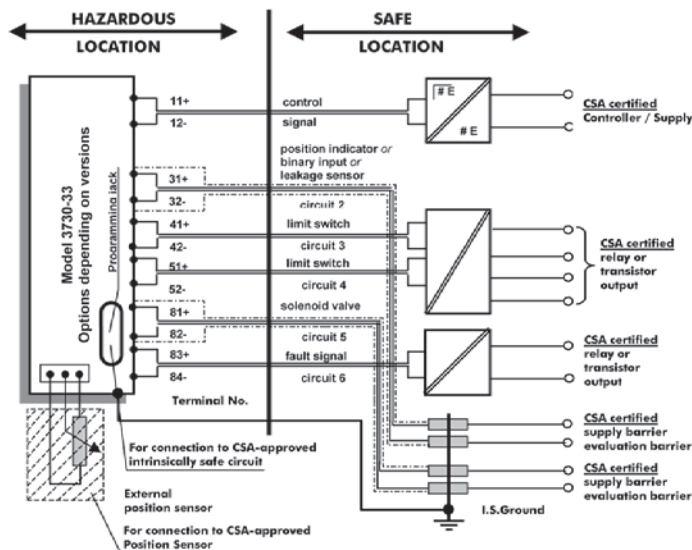 HAZARDOUS
LOCATION
SAFE
LOCATION
Model 3730-33
Options depending on versions
Programming jack
11+
12-
control
signal
# E
# E
CSA certified
Controller / Supply
position indicator or
binary input or
leakage sensor
31+
32-
circuit 2
41+
42-
limit switch
circuit 3
51+
52-
limit switch
circuit 4
CSA certified
relay or
transistor
output
81+
82-
solenoid valve
circuit 5
83+
84-
fault signal
circuit 6
CSA certified
relay or
transistor
output
Terminal No.
For connection to CSA-approved
intrinsically safe circuit
External
position sensor
For connection to CSA-approved
Position Sensor
CSA certified
supply barrier
evaluation barrier
CSA certified
supply barrier
evaluation barrier
I.S.Ground